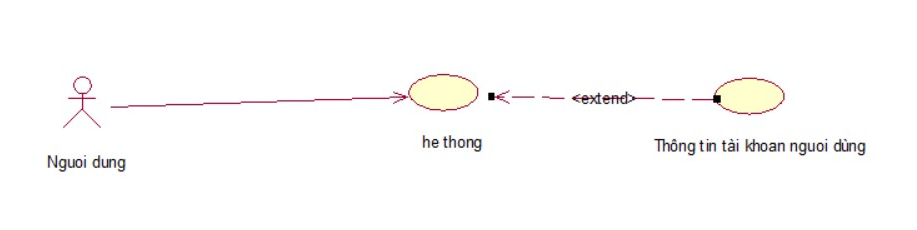 <extend>
he thong
Thông tin tài khoan nguoi dùng
Nguoi dung